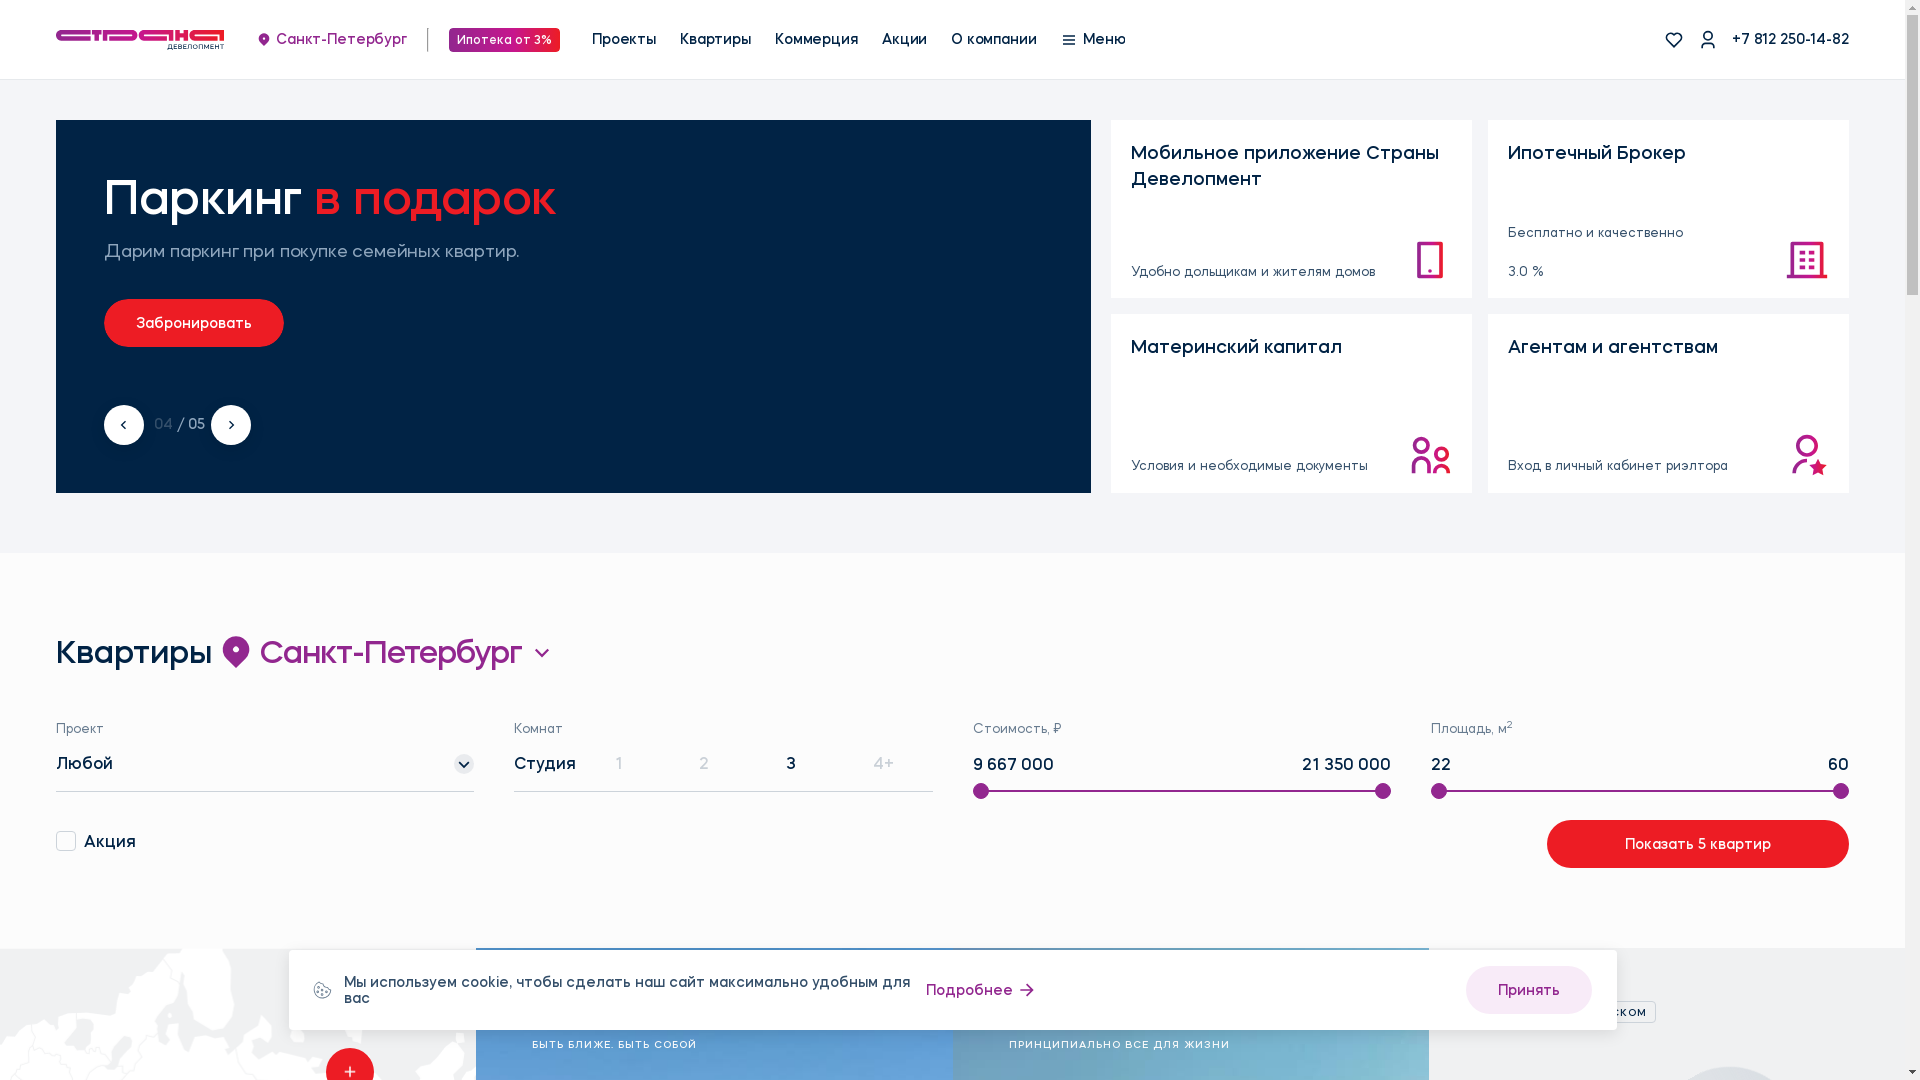 страна
ДЕВЕЛОПМЕНТ
Санкт-Петербург
Ипотека от 3%
Проекты
Квартиры
Коммерция
Акции
О компании
Меню
+7 812 250-14-82
Паркинг в подарок
Дарим паркинг при покупке семейных квартир.
Забронировать
04 / 05
Мобильное приложение Страны
Девелопмент
Удобно дольщикам и жителям домов
Ипотечный Брокер
Бесплатно и качественно
3.0 %
Материнский капитал
Условия и необходимые документы
Агентам и агентствам
Вход в личный кабинет риэлтора
Квартиры Санкт-Петербург
Проект
Любой
Комнат
Студия 1 2 3 4+
Стоимость, ₽
9 667 000 21 350 000
Площадь, м2
22 60
Акция
Показать 5 квартир
Мы используем cookie, чтобы сделать наш сайт максимально удобным для
вас
Подробнее
Принять
БЫТЬ БЛИЖЕ. БЫТЬ СОБОЙ
ПРИНЦИПИАЛЬНО ВСЕ ДЛЯ ЖИЗНИ